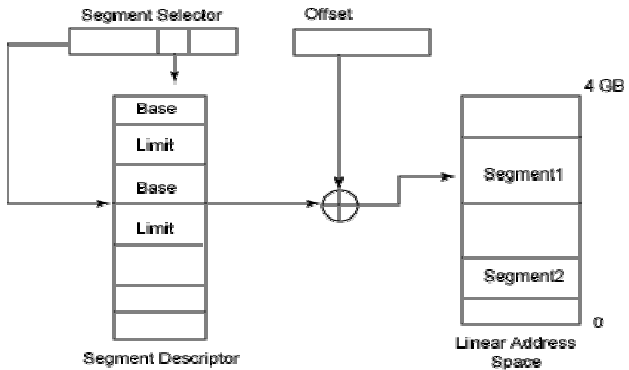 Segment Selector
Offset
4 GB
Base
Limit
Base
Limit
Segment1
Segment2
0
Segment Descriptor
Linear Address
Space